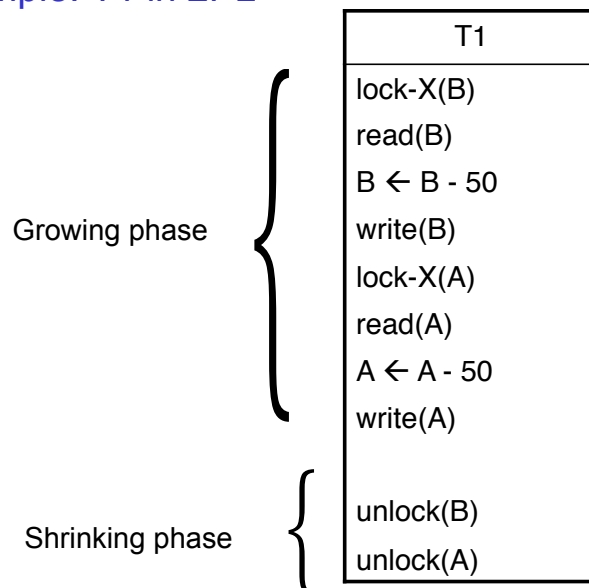 T1
lock-X(B)
read(B)
B ← B - 50
Growing phase
write(B)
lock-X(A)
read(A)
A ← A - 50
write(A)
unlock(B)
Shrinking phase
unlock(A)